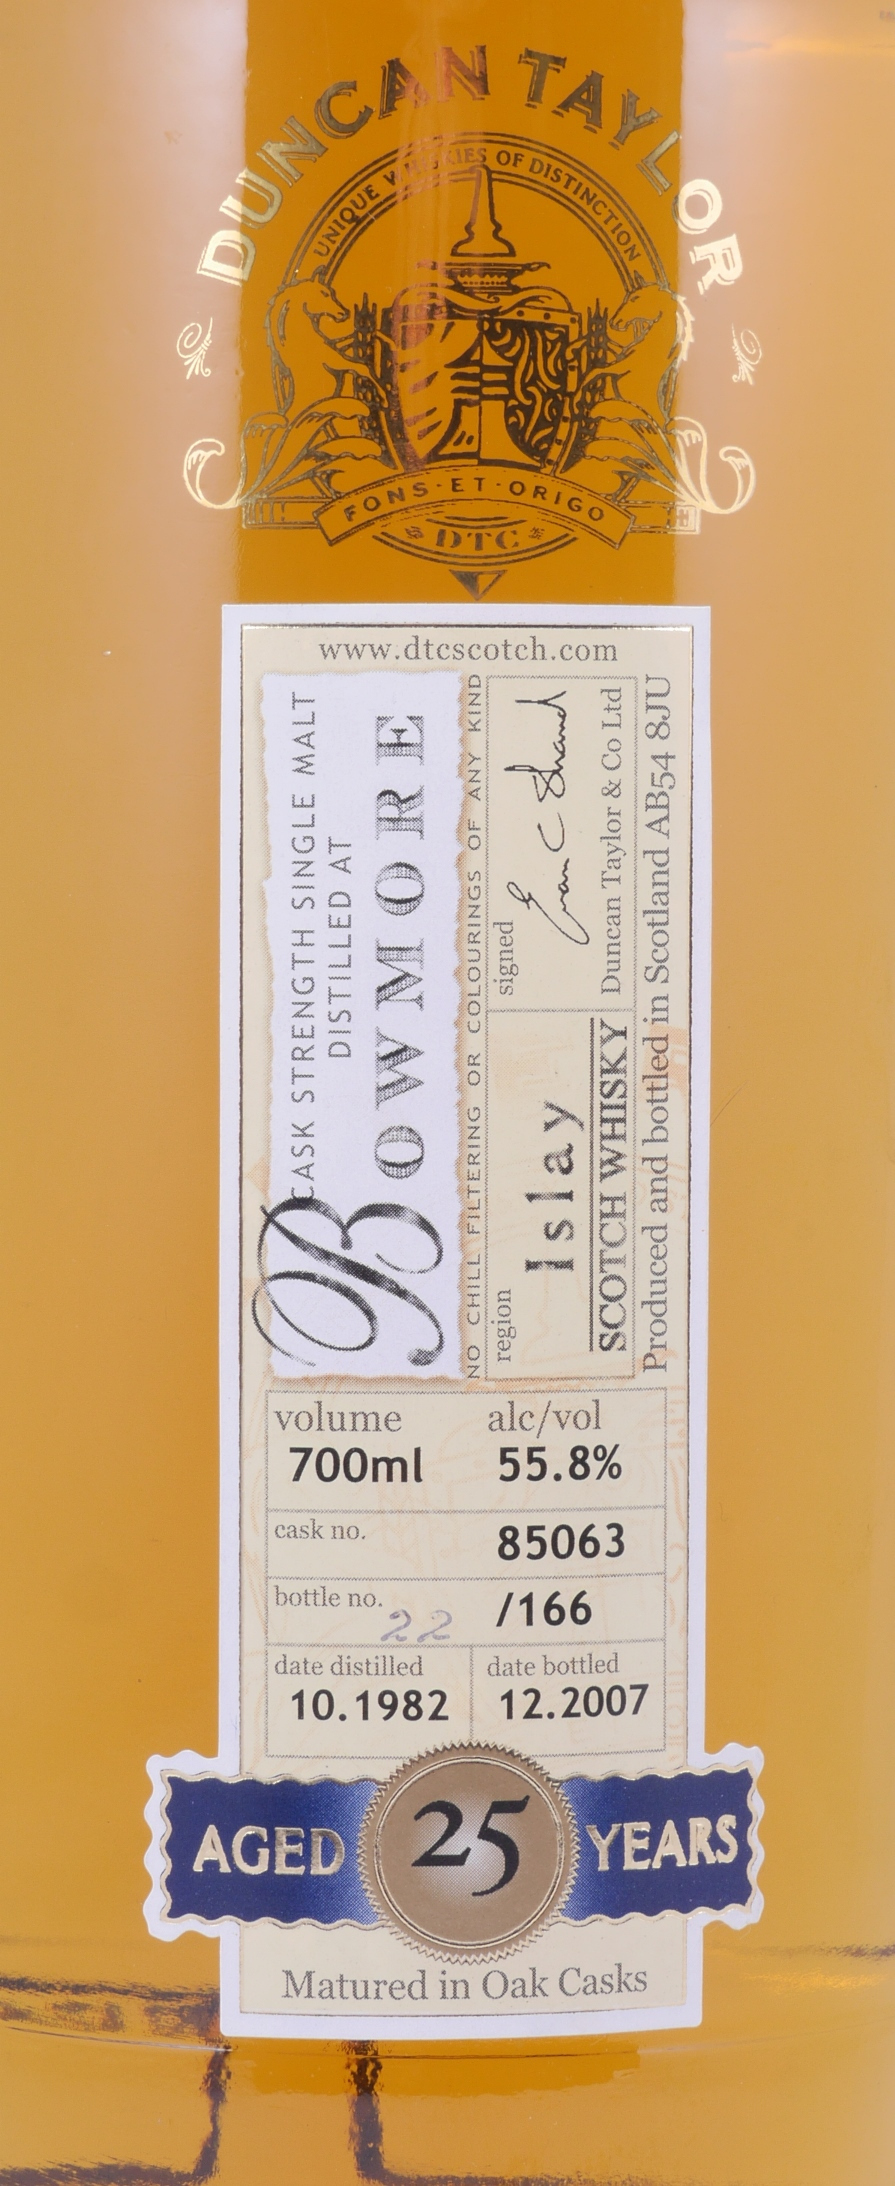 DUNCAN TAYLOR
UNIQUE WHISKIES OF DISTINCTION
FONS·ET·ORIGO
DTC
www.dtcscotch.com
CASK STRENGTH SINGLE MALT
DISTILLED AT
BOWMORE
NO CHILL FILTERING OR COLOURINGS OF ANY KIND
region
Islay
SCOTCH WHISKY
signed
Euan C Shand
Duncan Taylor & Co Ltd
Produced and bottled in Scotland AB54 8JU
volume alc/vol
700ml 55.8%
cask no. 85063
bottle no. 22 /166
date distilled date bottled
10.1982 12.2007
AGED 25 YEARS
Matured in Oak Casks